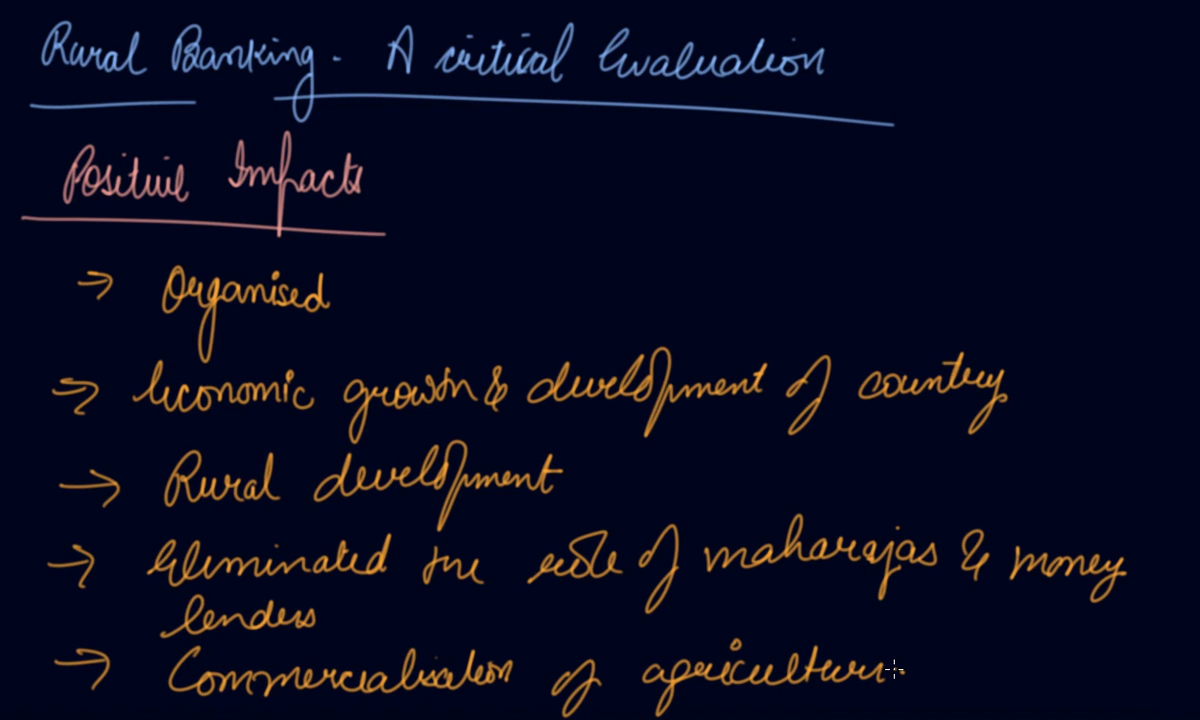 Rural Banking - A critical Evaluation
Positive Impacts
→ Organised
→ Economic growth & development of country
→ Rural development
→ Eliminated the role of maharajas & money
lenders
→ Commercialisation of agriculture